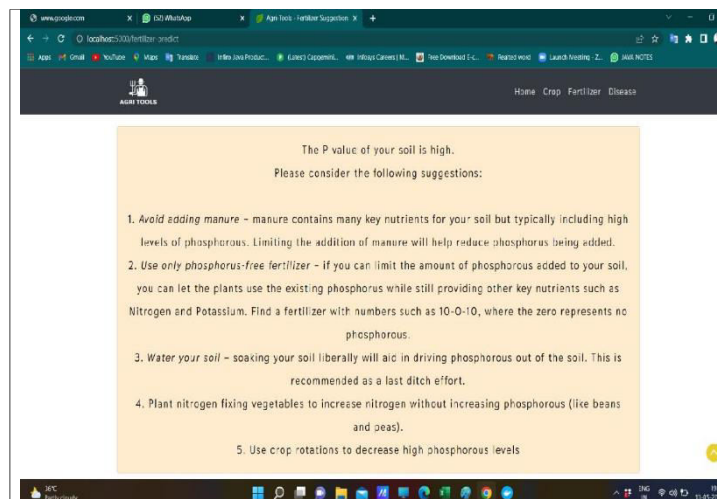 www.google.com
(52) WhatsApp
Agri-Tools - Fertilizer Suggestion
localhost:5000/fertilizer-predict
Apps Gmail YouTube Maps Translate Infosys Careers | M... Free Download E-c... Launch Meeting - Z... JAVA NOTES
AGRI TOOLS
Home Crop Fertilizer Disease
The P value of your soil is high.
Please consider the following suggestions:
1. Avoid adding manure – manure contains many key nutrients for your soil but typically including high
levels of phosphorous. Limiting the addition of manure will help reduce phosphorus being added.
2. Use only phosphorus-free fertilizer – if you can limit the amount of phosphorous added to your soil,
you can let the plants use the existing phosphorus while still providing other key nutrients such as
Nitrogen and Potassium. Find a fertilizer with numbers such as 10-0-10, where the zero represents no
phosphorous.
3. Water your soil – soaking your soil liberally will aid in driving phosphorous out of the soil. This is
recommended as a last ditch effort.
4. Plant nitrogen fixing vegetables to increase nitrogen without increasing phosphorous (like beans
and peas).
5. Use crop rotations to decrease high phosphorous levels
36°C
Partly cloudy
ENG
IN